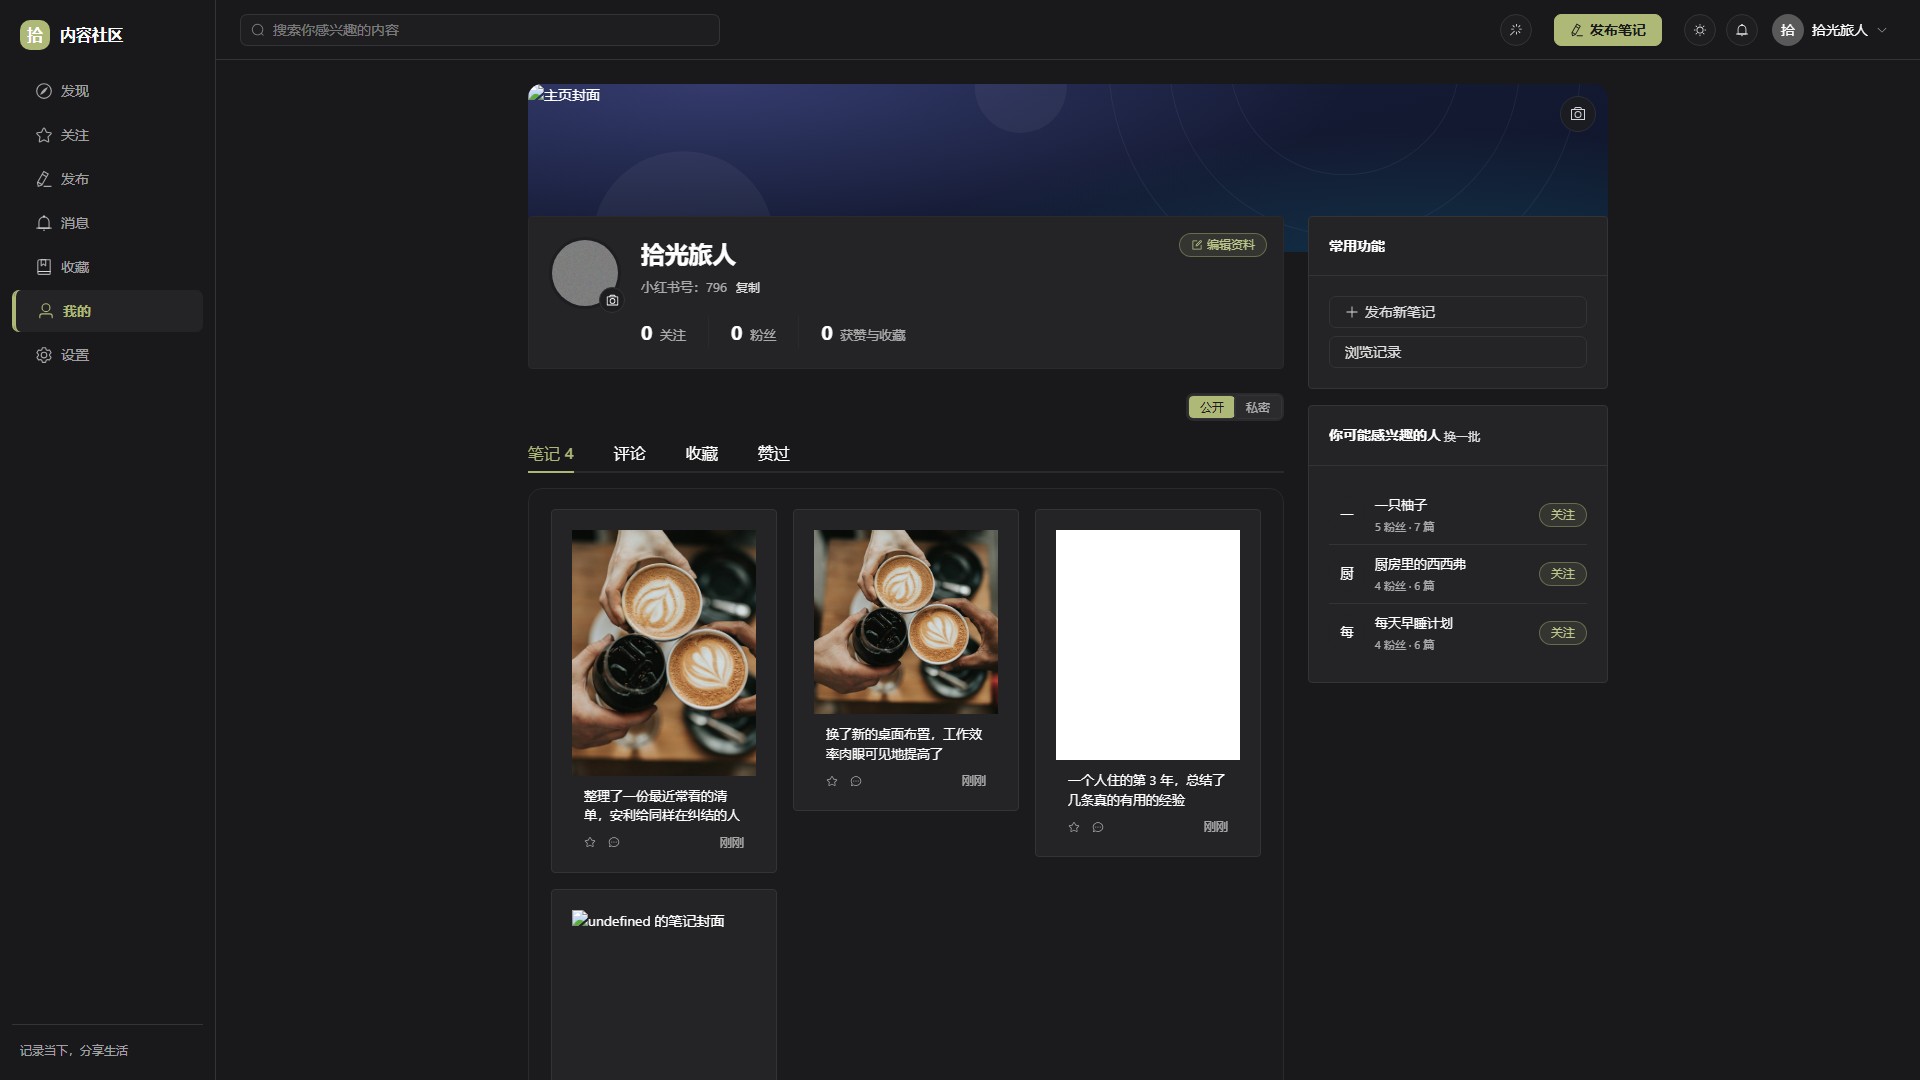 拾 内容社区
搜索你感兴趣的内容
发布笔记
拾 拾光旅人
发现
关注
发布
消息
收藏
我的
设置
主页封面
拾光旅人
编辑资料
小红书号：796 复制
0 关注
0 粉丝
0 获赞与收藏
公开 私密
笔记 4 评论 收藏 赞过
整理了一份最近常看的清
单，安利给同样在纠结的人
刚刚
换了新的桌面布置，工作效
率肉眼可见地提高了
刚刚
一个人住的第 3 年，总结了
几条真的有用的经验
刚刚
undefined 的笔记封面
常用功能
发布新笔记
浏览记录
你可能感兴趣的人 换一批
一 一只柚子 关注
5 粉丝 · 7 篇
厨 厨房里的西西弗 关注
4 粉丝 · 6 篇
每 每天早睡计划 关注
4 粉丝 · 6 篇
记录当下，分享生活